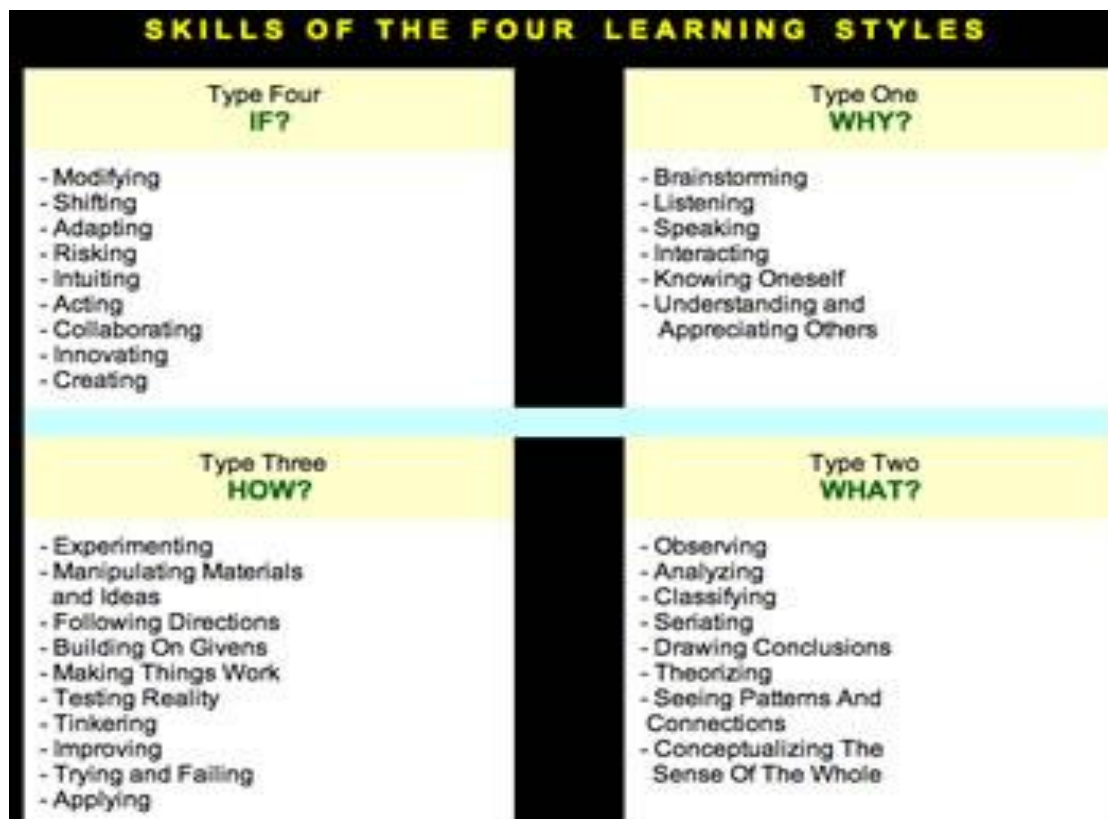 SKILLS OF THE FOUR LEARNING STYLES
Type Four
IF?
- Modifying
- Shifting
- Adapting
- Risking
- Intuiting
- Acting
- Collaborating
- Innovating
- Creating
Type One
WHY?
- Brainstorming
- Listening
- Speaking
- Interacting
- Knowing Oneself
- Understanding and
Appreciating Others
Type Three
HOW?
- Experimenting
- Manipulating Materials
and Ideas
- Following Directions
- Building On Givens
- Making Things Work
- Testing Reality
- Tinkering
- Improving
- Trying and Failing
- Applying
Type Two
WHAT?
- Observing
- Analyzing
- Classifying
- Seriating
- Drawing Conclusions
- Theorizing
- Seeing Patterns And
Connections
- Conceptualizing The
Sense Of The Whole